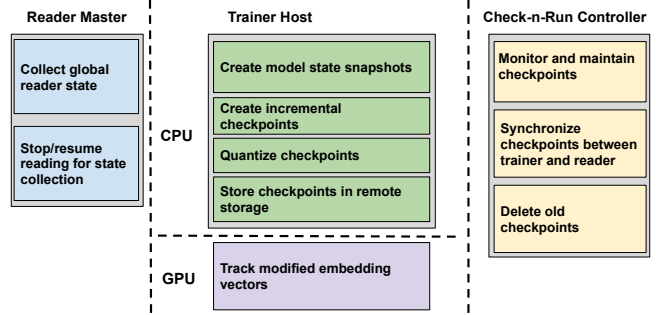 Reader Master
Collect global
reader state
Stop/resume
reading for state
collection
Trainer Host
CPU
Create model state snapshots
Create incremental
checkpoints
Quantize checkpoints
Store checkpoints in remote
storage
GPU
Track modified embedding
vectors
Check-n-Run Controller
Monitor and maintain
checkpoints
Synchronize
checkpoints between
trainer and reader
Delete old
checkpoints